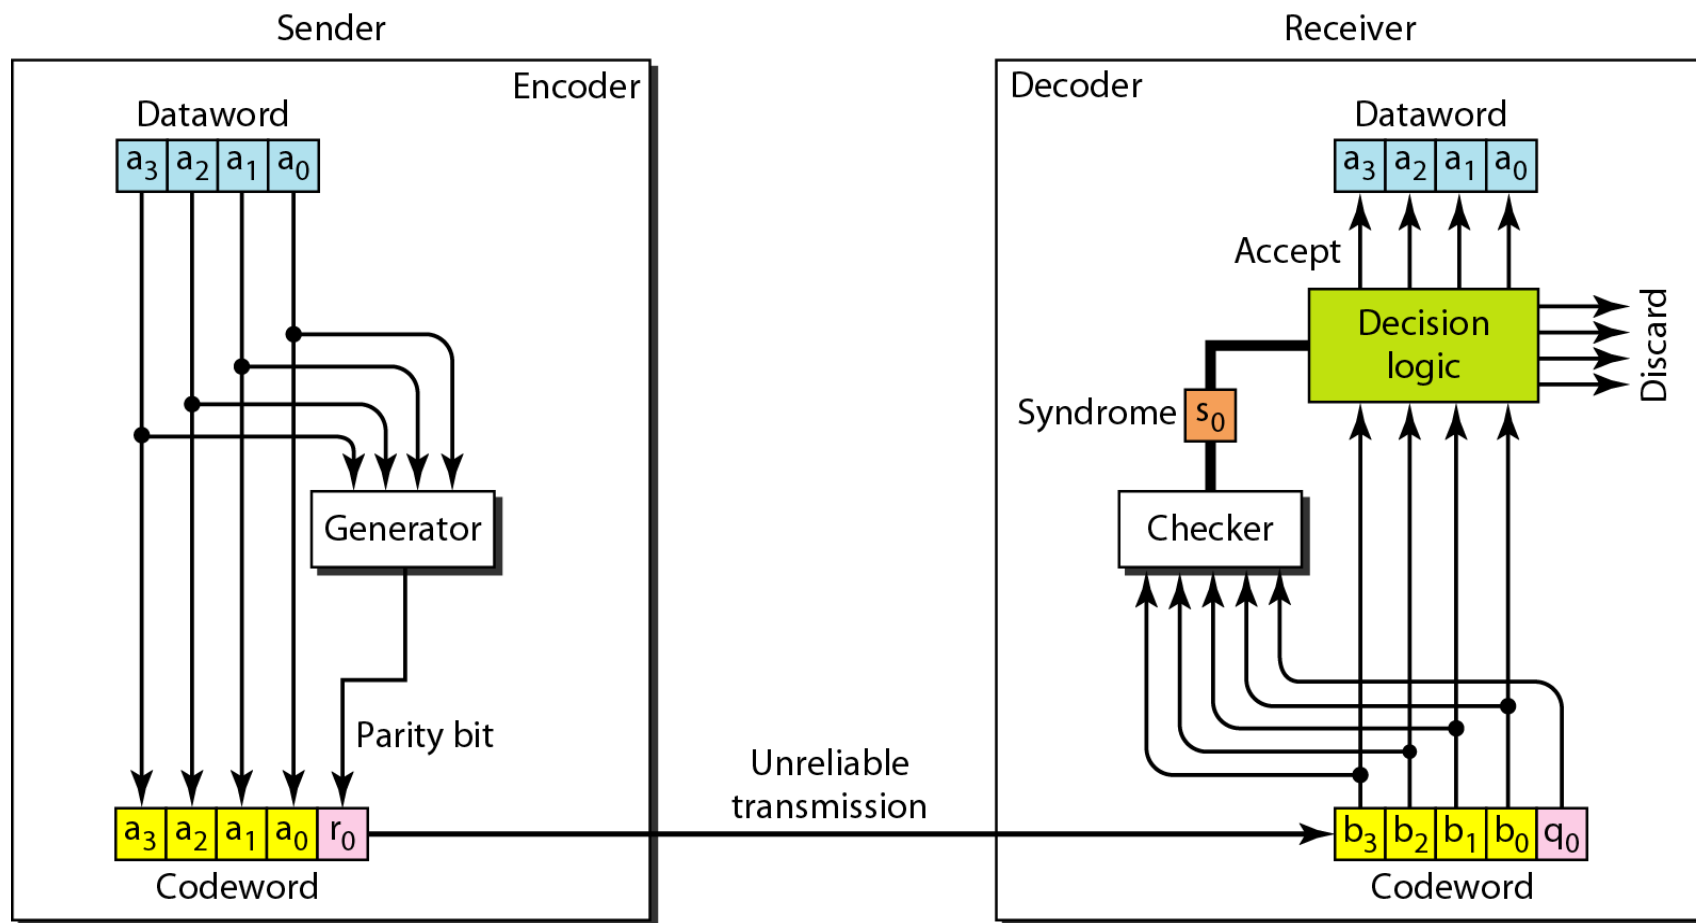 Sender
Receiver
Encoder
Decoder
Dataword
a3 a2 a1 a0
Dataword
a3 a2 a1 a0
Accept
Decision
logic
Discard
Syndrome
s0
Generator
Checker
Parity bit
Unreliable
transmission
a3 a2 a1 a0 r0
Codeword
b3 b2 b1 b0 q0
Codeword